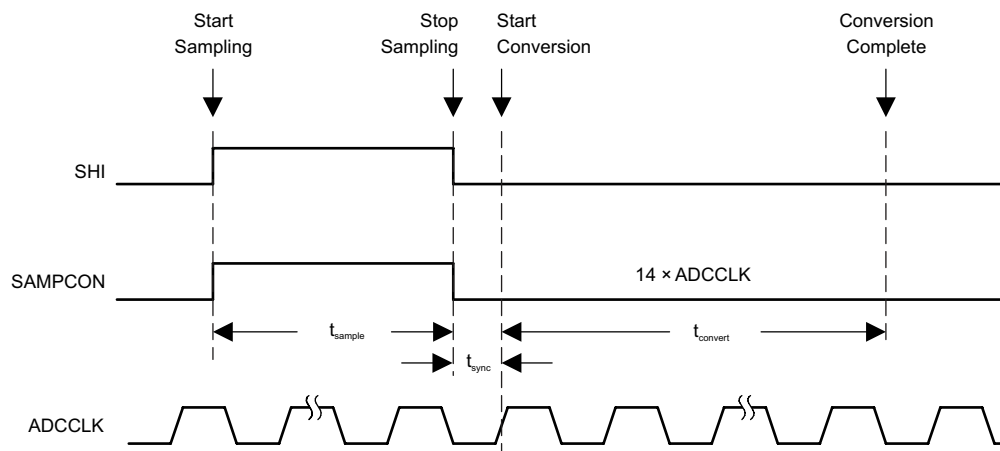 Start
Sampling
Stop
Sampling
Start
Conversion
Conversion
Complete
SHI
SAMPCON
14 × ADCCLK
tsample
tconvert
tsync
ADCCLK